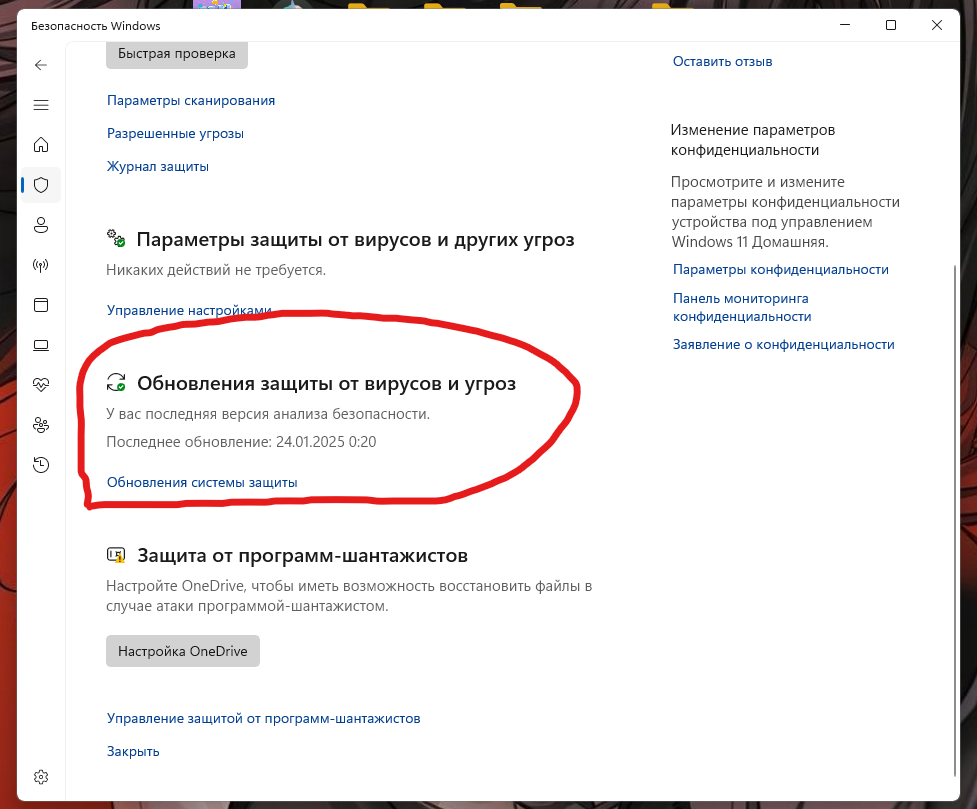 Безопасность Windows
Быстрая проверка
Параметры сканирования
Разрешенные угрозы
Журнал защиты
Параметры защиты от вирусов и других угроз
Никаких действий не требуется.
Управление настройками
Обновления защиты от вирусов и угроз
У вас последняя версия анализа безопасности.
Последнее обновление: 24.01.2025 0:20
Обновления системы защиты
Защита от программ-шантажистов
Настройте OneDrive, чтобы иметь возможность восстановить файлы в
случае атаки программой-шантажистом.
Настройка OneDrive
Управление защитой от программ-шантажистов
Закрыть
Оставить отзыв
Изменение параметров
конфиденциальности
Просмотрите и измените
параметры конфиденциальности
устройства под управлением
Windows 11 Домашняя.
Параметры конфиденциальности
Панель мониторинга
конфиденциальности
Заявление о конфиденциальности